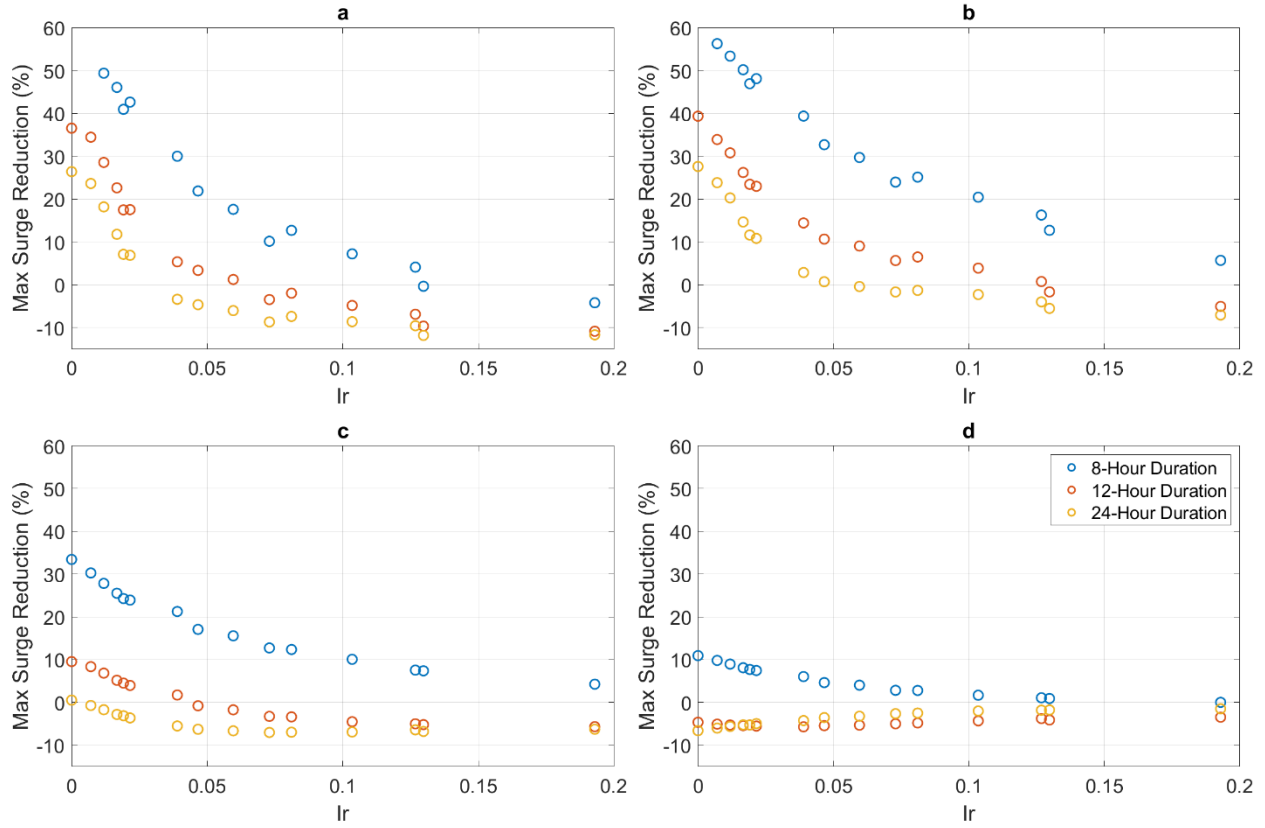 a
60
50
40
30
20
10
0
-10
Max Surge Reduction (%)
0 0.05 0.1 0.15 0.2
Ir
b
60
50
40
30
20
10
0
-10
Max Surge Reduction (%)
0 0.05 0.1 0.15 0.2
Ir
c
60
50
40
30
20
10
0
-10
Max Surge Reduction (%)
0 0.05 0.1 0.15 0.2
Ir
d
60
50
40
30
20
10
0
-10
Max Surge Reduction (%)
8-Hour Duration
12-Hour Duration
24-Hour Duration
0 0.05 0.1 0.15 0.2
Ir